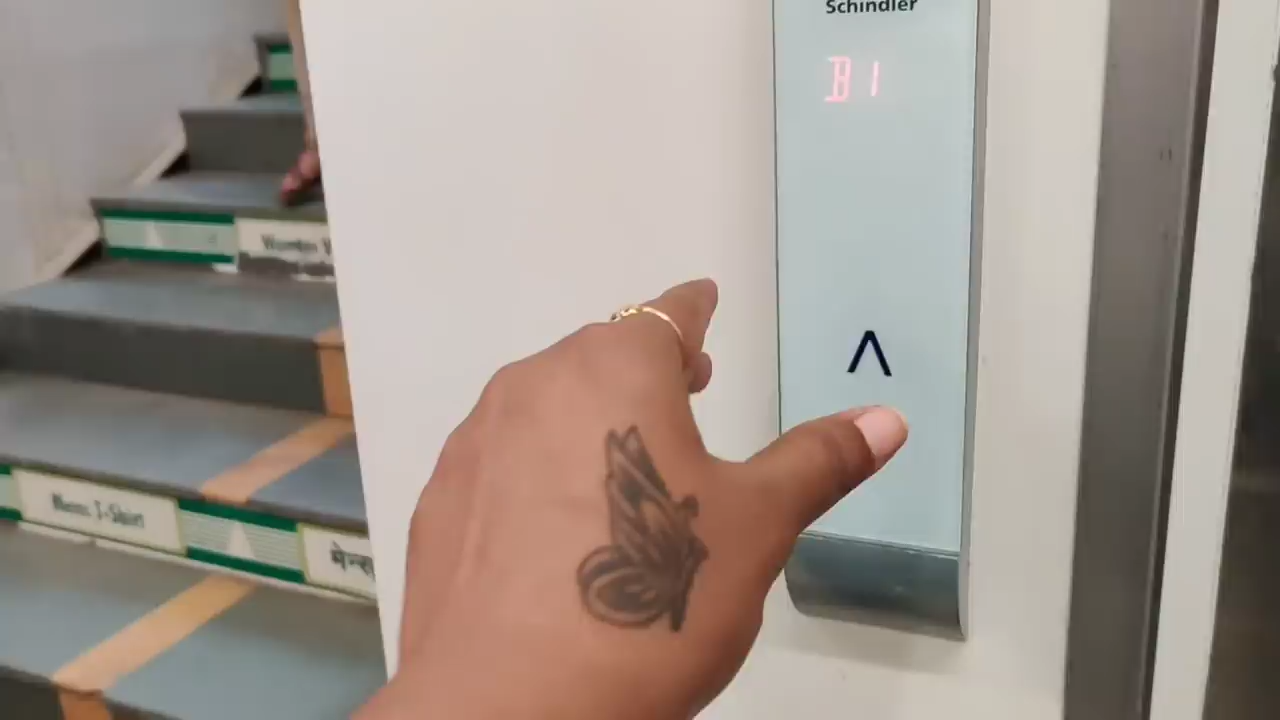 Schindler
B1
Women
Mens T-Shirt
मेन्स